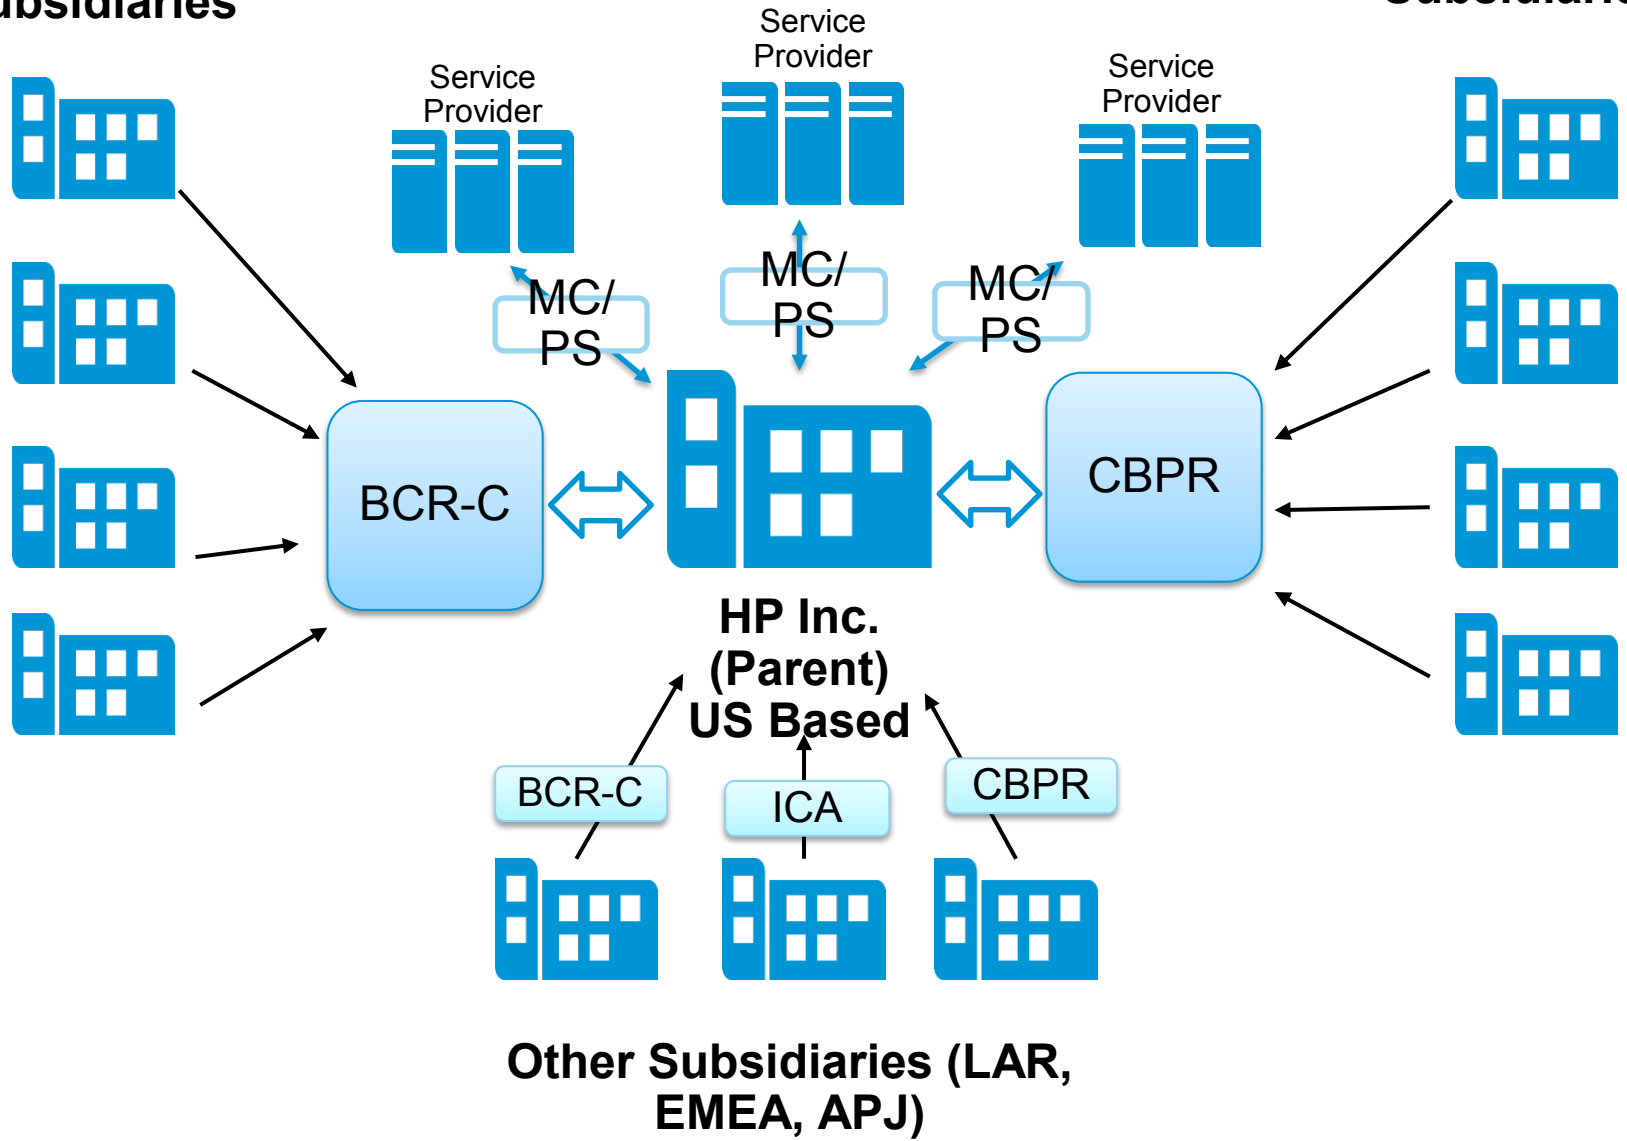 Service
Provider
Service
Provider
Service
Provider
MC/
PS
MC/
PS
MC/
PS
BCR-C
CBPR
HP Inc.
(Parent)
US Based
BCR-C
ICA
CBPR
Other Subsidiaries (LAR,
EMEA, APJ)